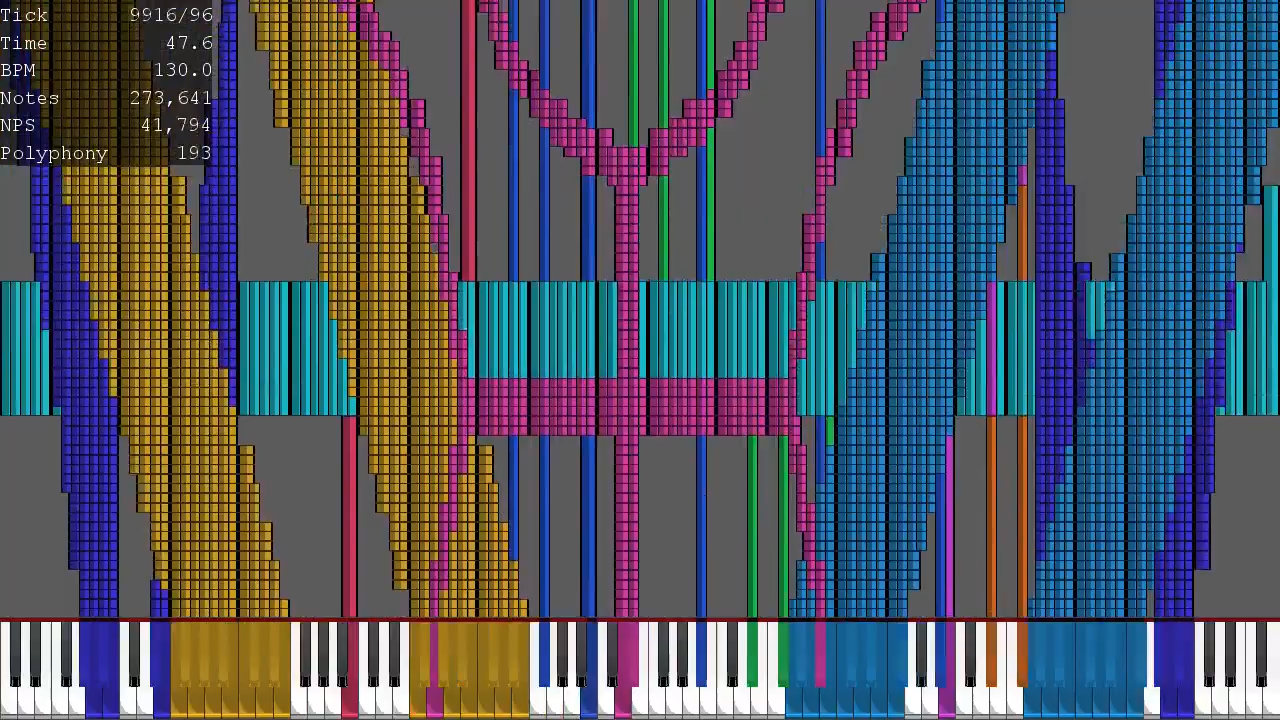 Tick 9916/96
Time 47.6
BPM 130.0
Notes 273,641
NPS 41,794
Polyphony 193